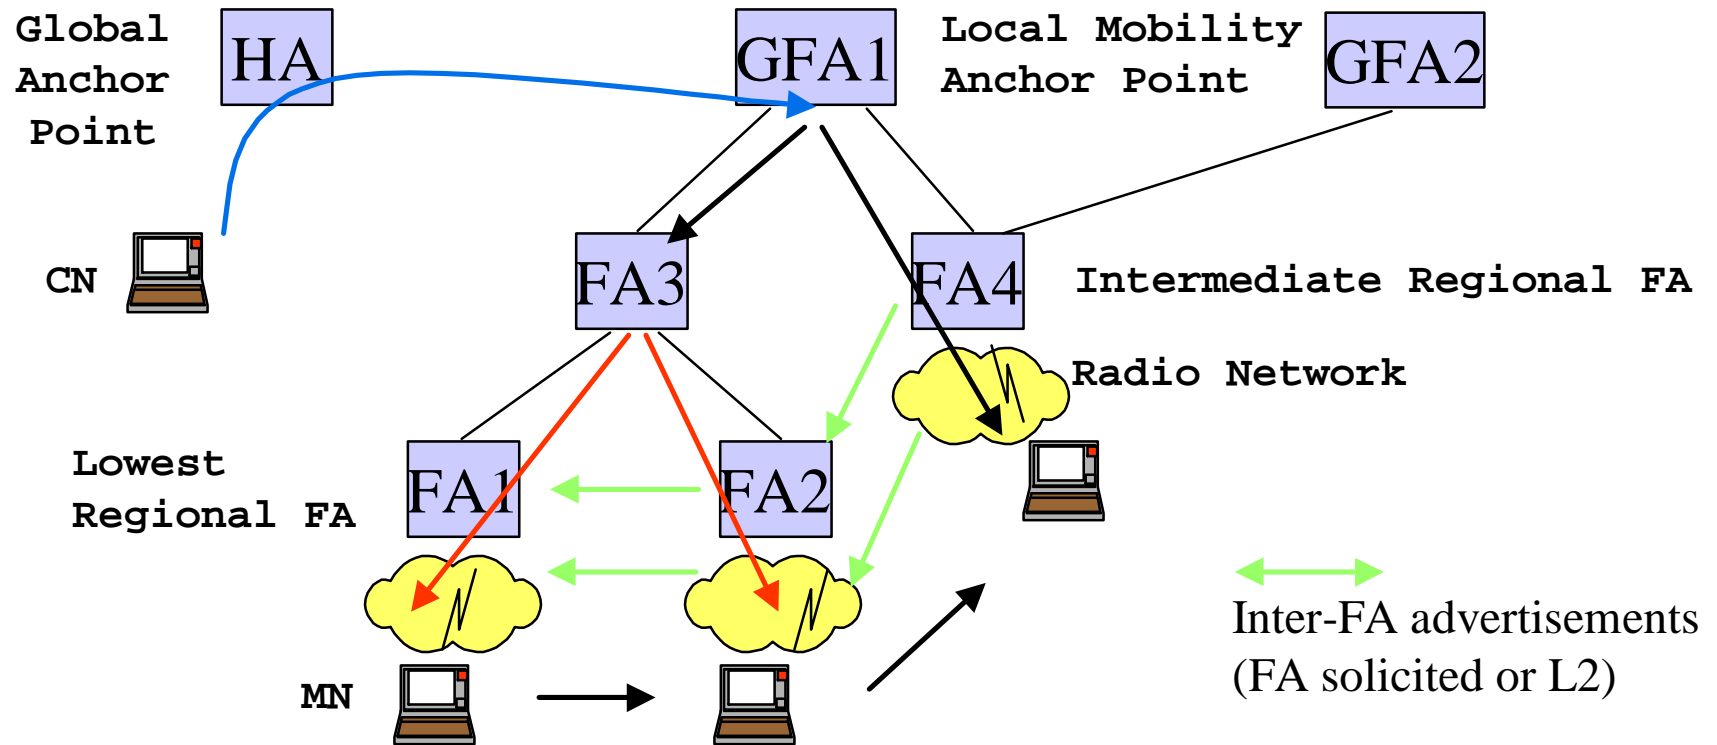 Global
Anchor
Point
HA
GFA1
Local Mobility
Anchor Point
GFA2
CN
FA3
FA4
Intermediate Regional FA
Radio Network
Lowest
Regional FA
FA1
FA2
MN
Inter-FA advertisements
(FA solicited or L2)